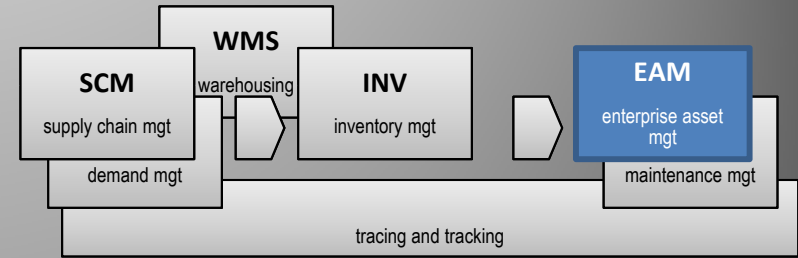 WMS
warehousing
SCM
supply chain mgt
INV
inventory mgt
EAM
enterprise asset
mgt
demand mgt
maintenance mgt
tracing and tracking